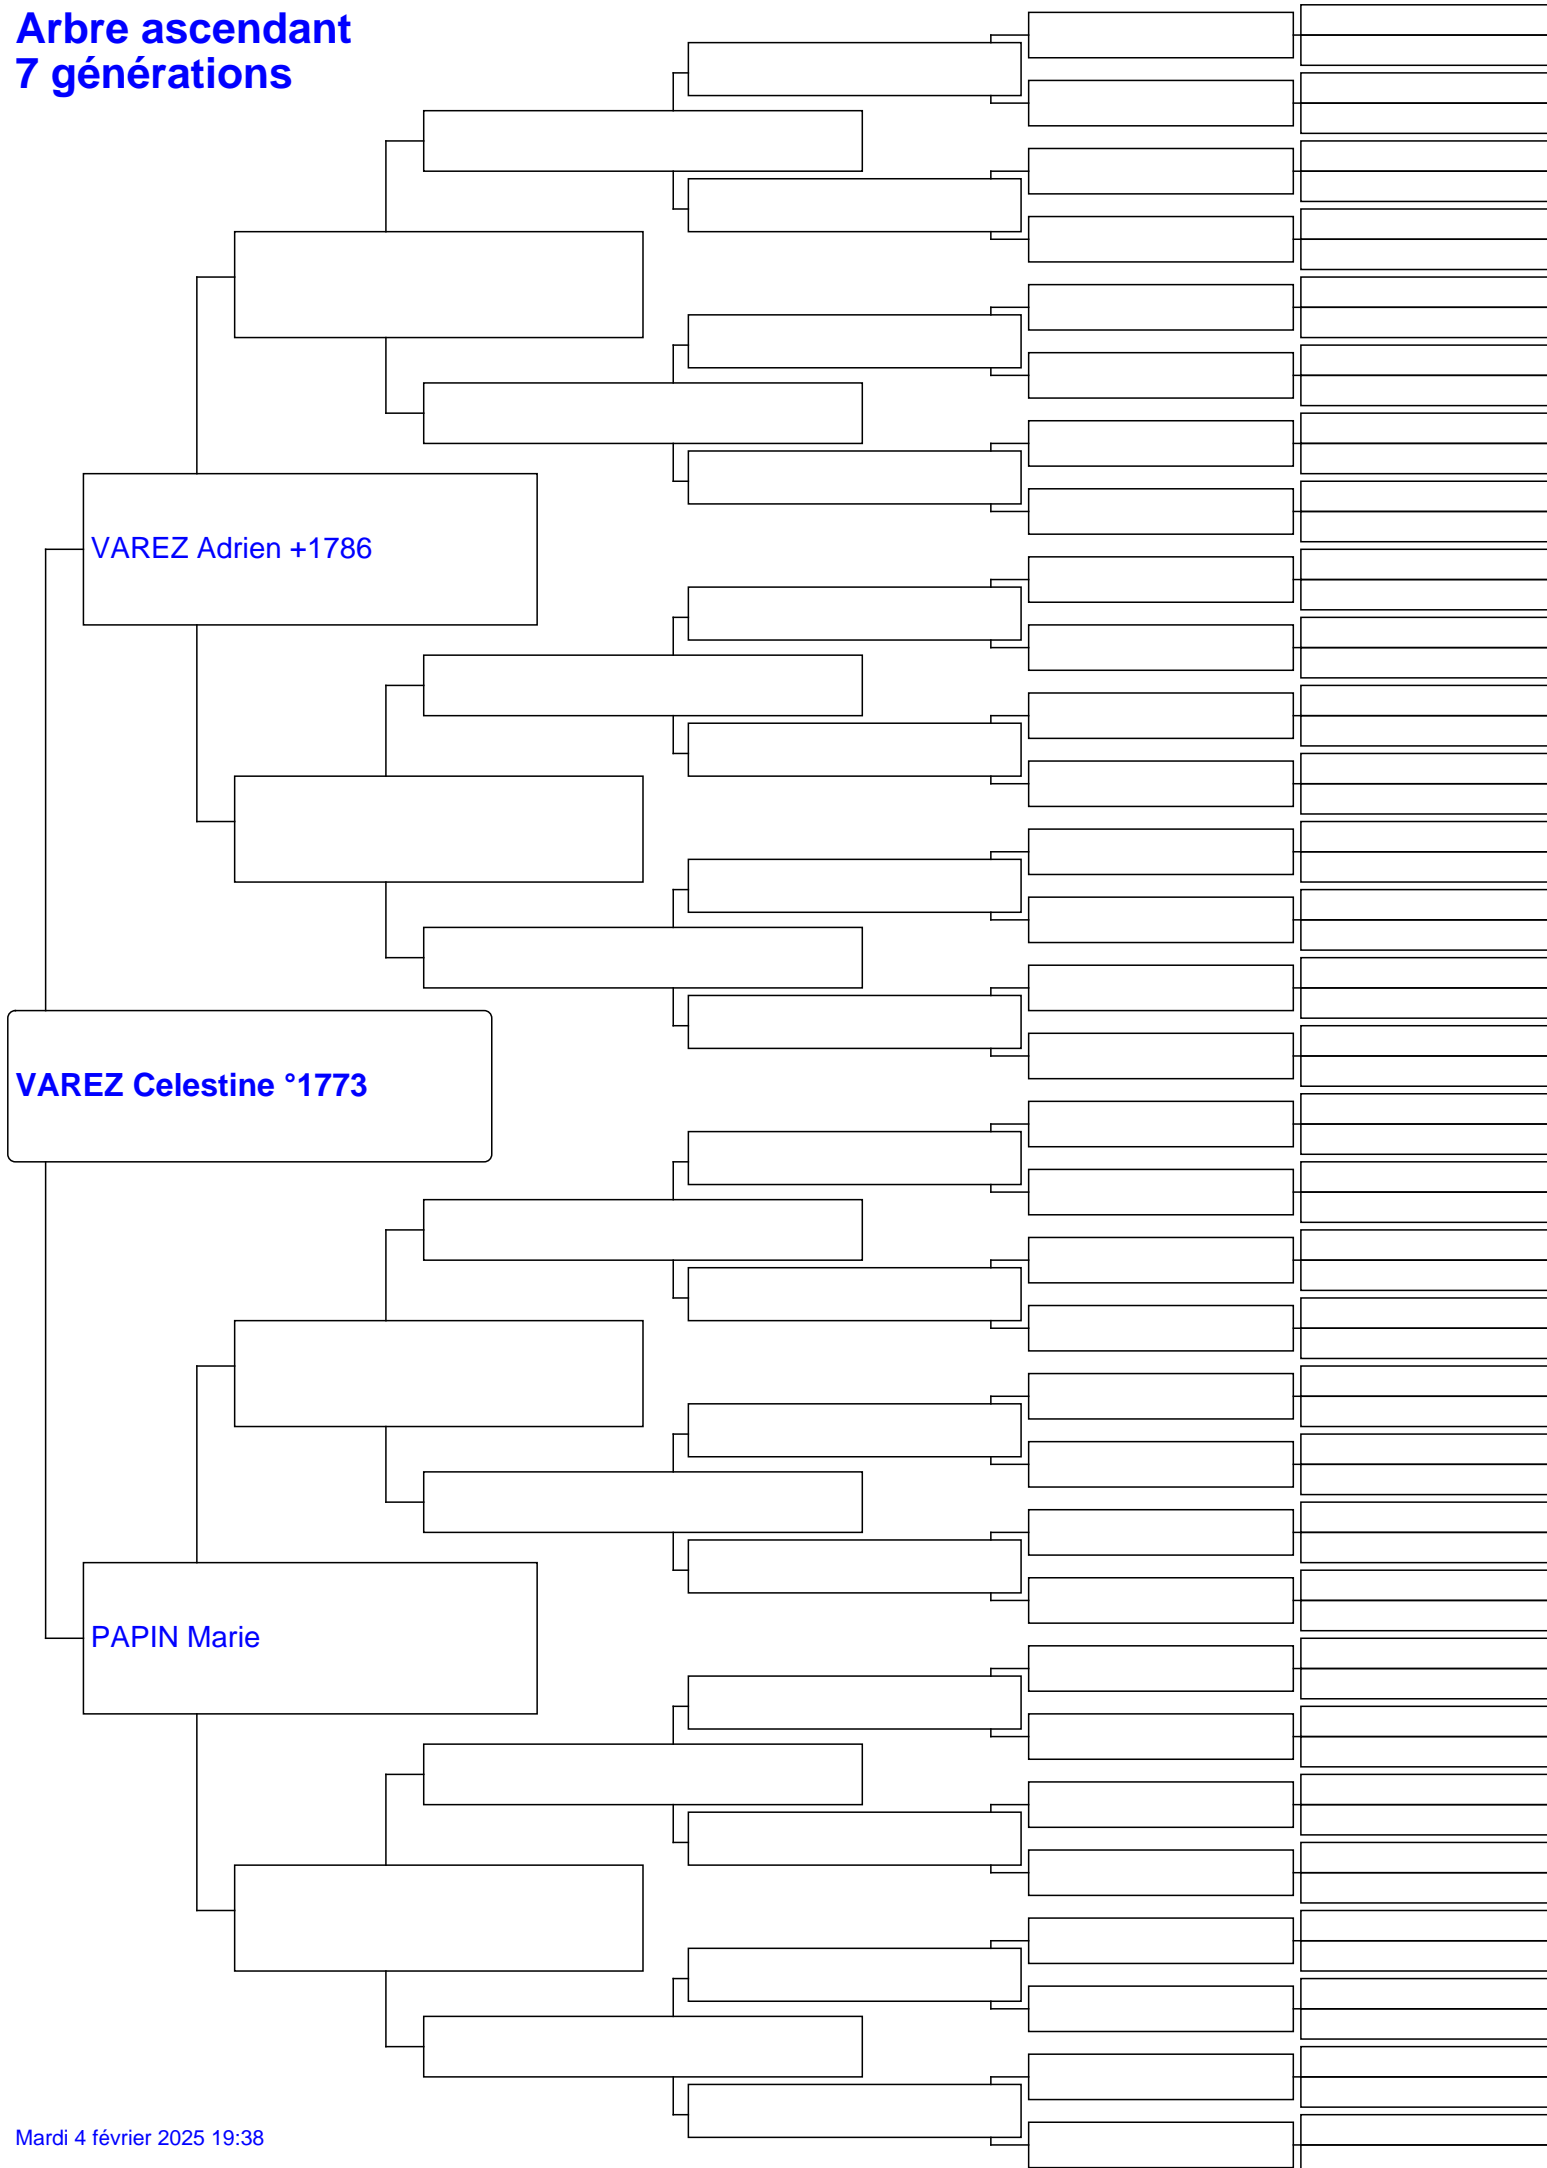 Arbre ascendant
7 générations
VAREZ Adrien +1786
VAREZ Celestine °1773
PAPIN Marie
Mardi 4 février 2025 19:38